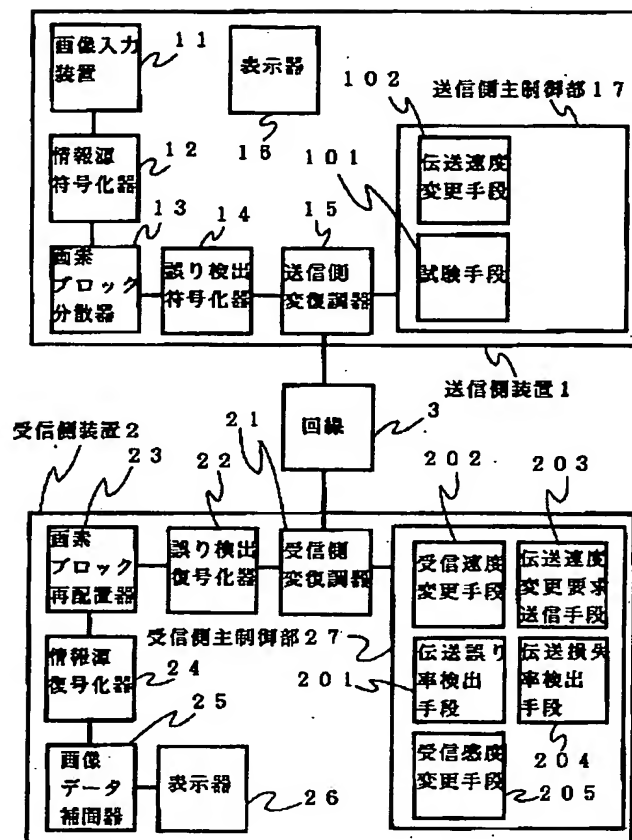 画像入力
装置
11
表示器
16
102
送信側主制御部17
伝送速度
変更手段
情報源
符号化器
12
101
13
14
15
試験手段
画素
ブロック
分散器
誤り検出
符号化器
送信側
変復調器
送信側装置1
回線
3
受信側装置2
23
22
21
202
203
画素
ブロック
再配置器
誤り検出
復号化器
受信側
変復調器
受信速度
変更手段
伝送速度
変更要求
送信手段
情報源
復号化器
24
受信側主制御部27
201
伝送誤り
率検出
手段
伝送損失
率検出
手段
204
25
画像
データ
補間器
表示器
26
受信感度
変更手段
205